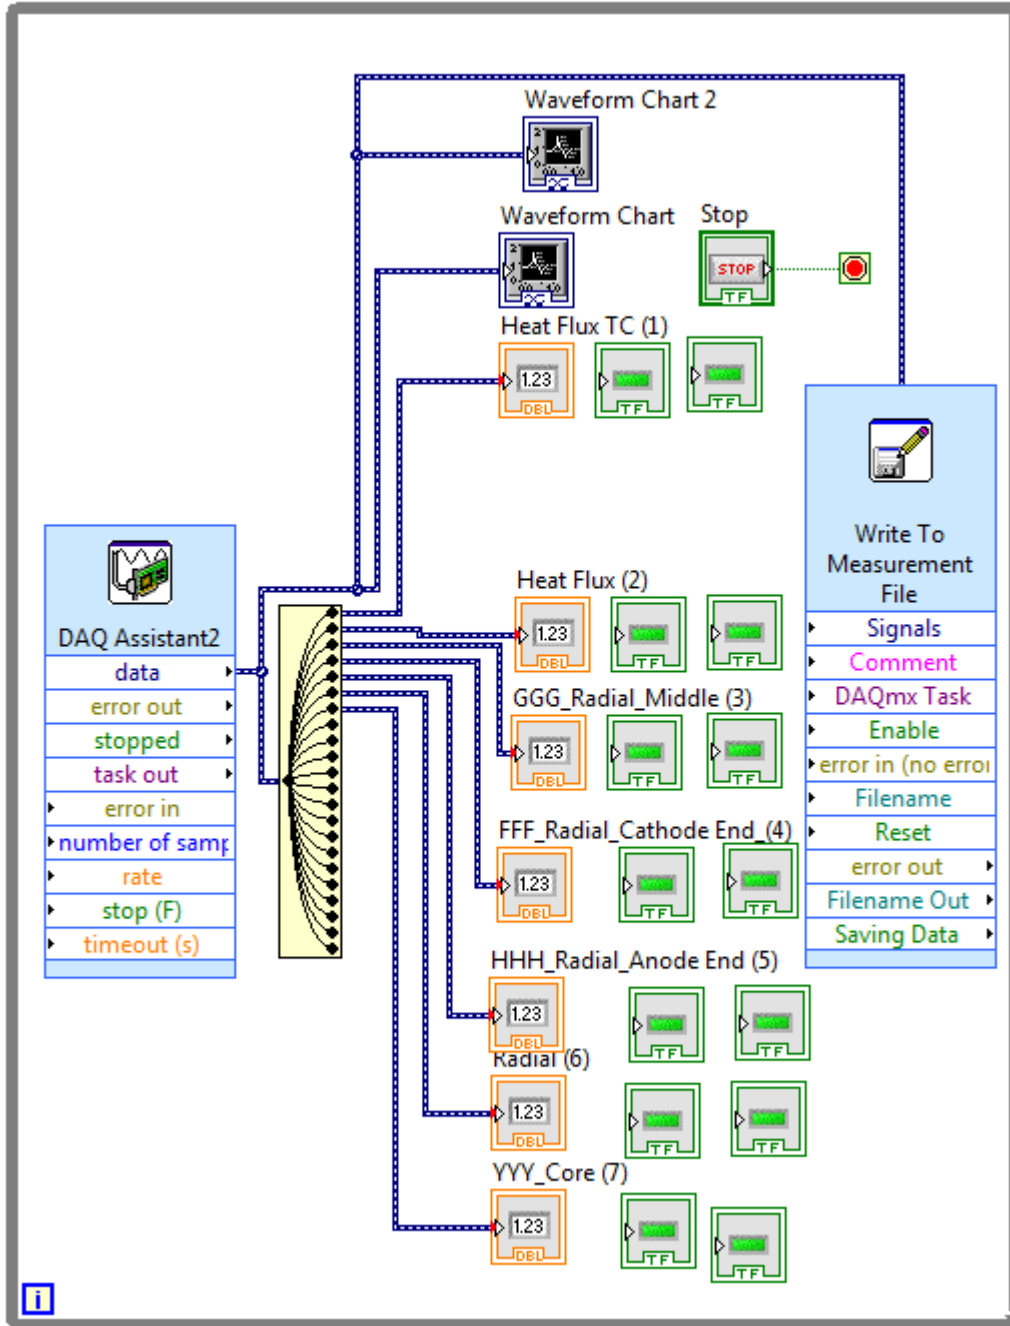 Waveform Chart 2
Waveform Chart
Stop
STOP
TF
Heat Flux TC (1)
1.23
DBL
TF
TF
Write To
Measurement
File
Signals
Comment
DAQmx Task
Enable
error in (no error
Filename
Reset
error out
Filename Out
Saving Data
DAQ Assistant2
data
error out
stopped
task out
error in
number of samp
rate
stop (F)
timeout (s)
Heat Flux (2)
1.23
DBL
TF
TF
GGG_Radial_Middle (3)
1.23
DBL
TF
TF
FFF_Radial_Cathode End_(4)
1.23
DBL
TF
TF
HHH_Radial_Anode End (5)
1.23
DBL
TF
TF
Radial (6)
1.23
DBL
TF
TF
YYY_Core (7)
1.23
DBL
TF
TF
i